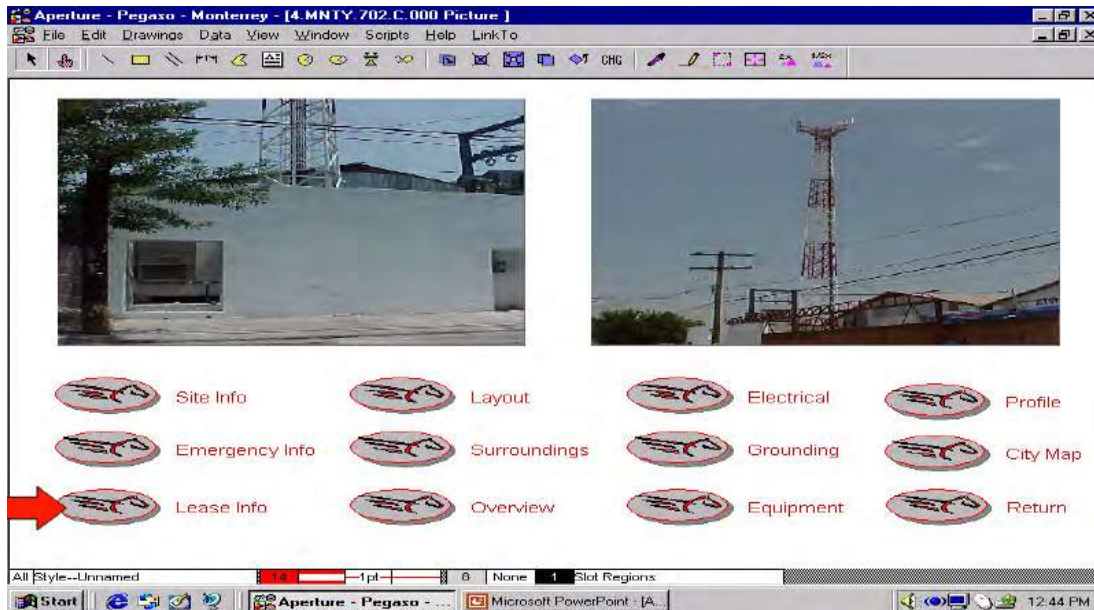 Aperture - Pegaso - Monterrey - [4.MNTY.702.C.000 Picture ]
File Edit Drawings Data View Window Scripts Help LinkTo
CHG
Site Info Layout Electrical Profile
Emergency Info Surroundings Grounding City Map
Lease Info Overview Equipment Return
All Style--Unnamed 14 1pt 8 None 1 Slot Regions
Start Aperture - Pegaso - ... Microsoft PowerPoint - [A... 12:44 PM